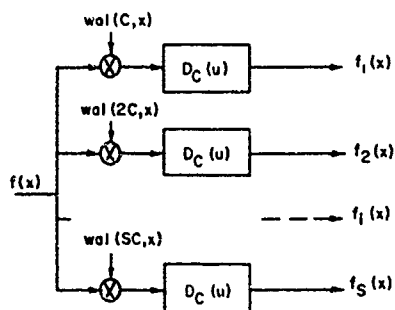 wal(C,x)
D_C(u)
f_1(x)
wal(2C,x)
D_C(u)
f_2(x)
f(x)
f_i(x)
wal(SC,x)
D_C(u)
f_S(x)